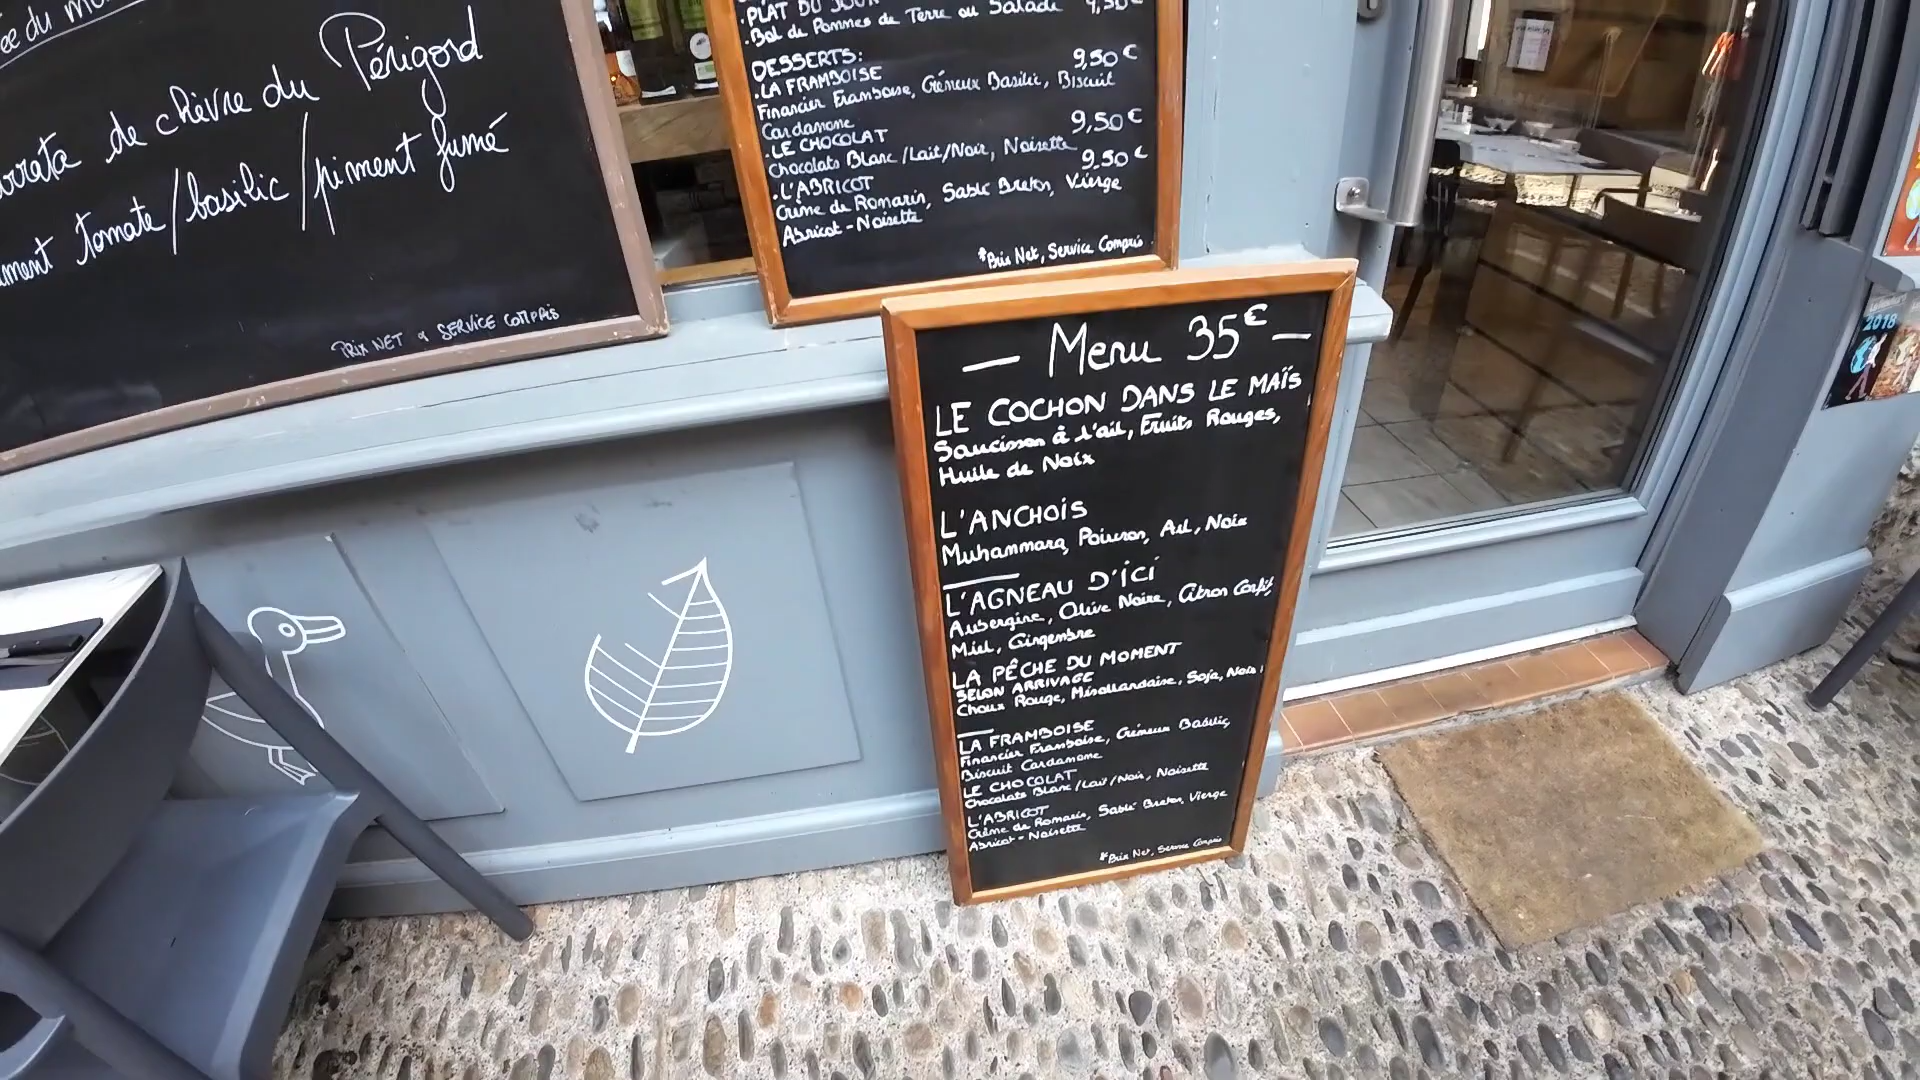 de chèvre du Périgord
tomate/basilic/piment fumé
PRIX NET & SERVICE COMPRIS
.PLAT DU JOUR
.Bol de Pommes de Terre ou Salade 4,50€
DESSERTS:
.LA FRAMBOISE 9,50€
Financier Framboise, Crémeux Basilic, Biscuit
Cardamome
.LE CHOCOLAT 9,50€
Chocolats Blanc/Lait/Noir, Noisette
.L'ABRICOT 9,50€
Crème de Romarin, Sablé Breton, Vierge
Abricot-Noisette
*Prix Net, Service Compris
— Menu 35€ —
LE COCHON DANS LE MAÏS
Saucisson à l'ail, Fruits Rouges,
Huile de Noix
L'ANCHOIS
Muhammara, Poivron, Ail, Noix
L'AGNEAU D'ICI
Aubergine, Olive Noire, Citron Confit,
Miel, Gingembre
LA PÊCHE DU MOMENT
SELON ARRIVAGE
Choux Rouge, Misollandaise, Soja, Noix
LA FRAMBOISE
Financier Framboise, Crémeux Basilic,
Biscuit Cardamome
LE CHOCOLAT
Chocolats Blanc/Lait/Noir, Noisette
L'ABRICOT
Crème de Romarin, Sablé Breton, Vierge
Abricot-Noisette
*Prix Net, Service Compris
2018